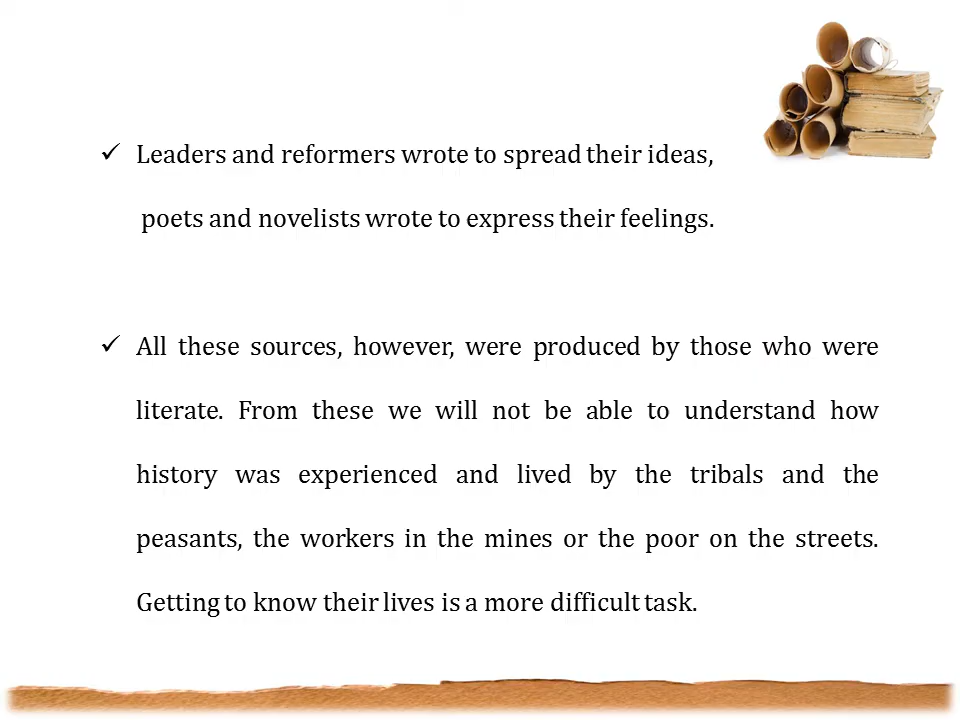 ✓ Leaders and reformers wrote to spread their ideas,
poets and novelists wrote to express their feelings.
✓ All these sources, however, were produced by those who were
literate. From these we will not be able to understand how
history was experienced and lived by the tribals and the
peasants, the workers in the mines or the poor on the streets.
Getting to know their lives is a more difficult task.